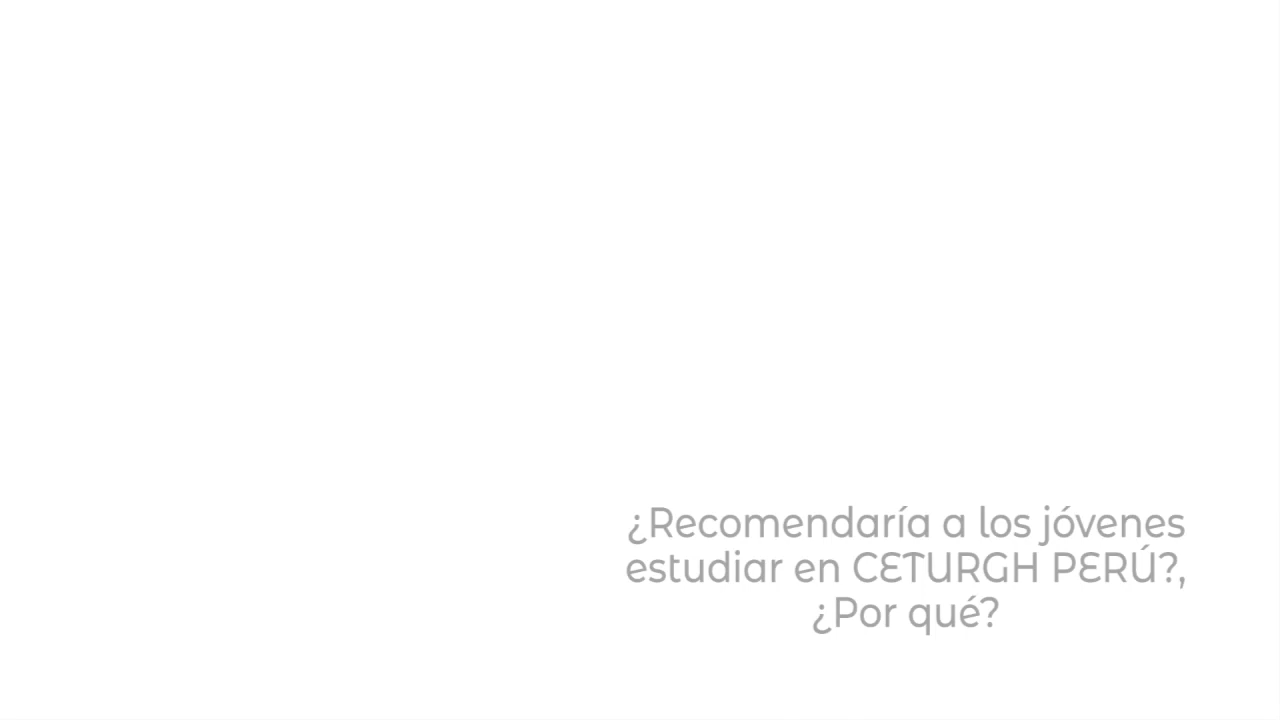 ¿Recomendaría a los jóvenes
estudiar en CETURGH PERÚ?,
¿Por qué?